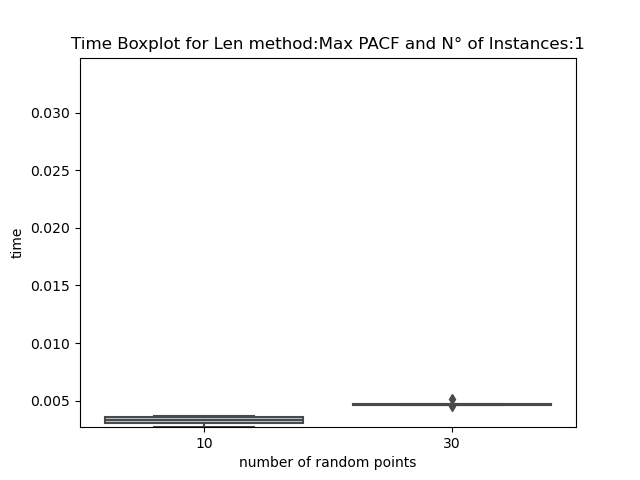 Time Boxplot for Len method:Max PACF and N° of Instances:1
0.030
0.025
0.020
0.015
0.010
0.005
time
10
30
number of random points